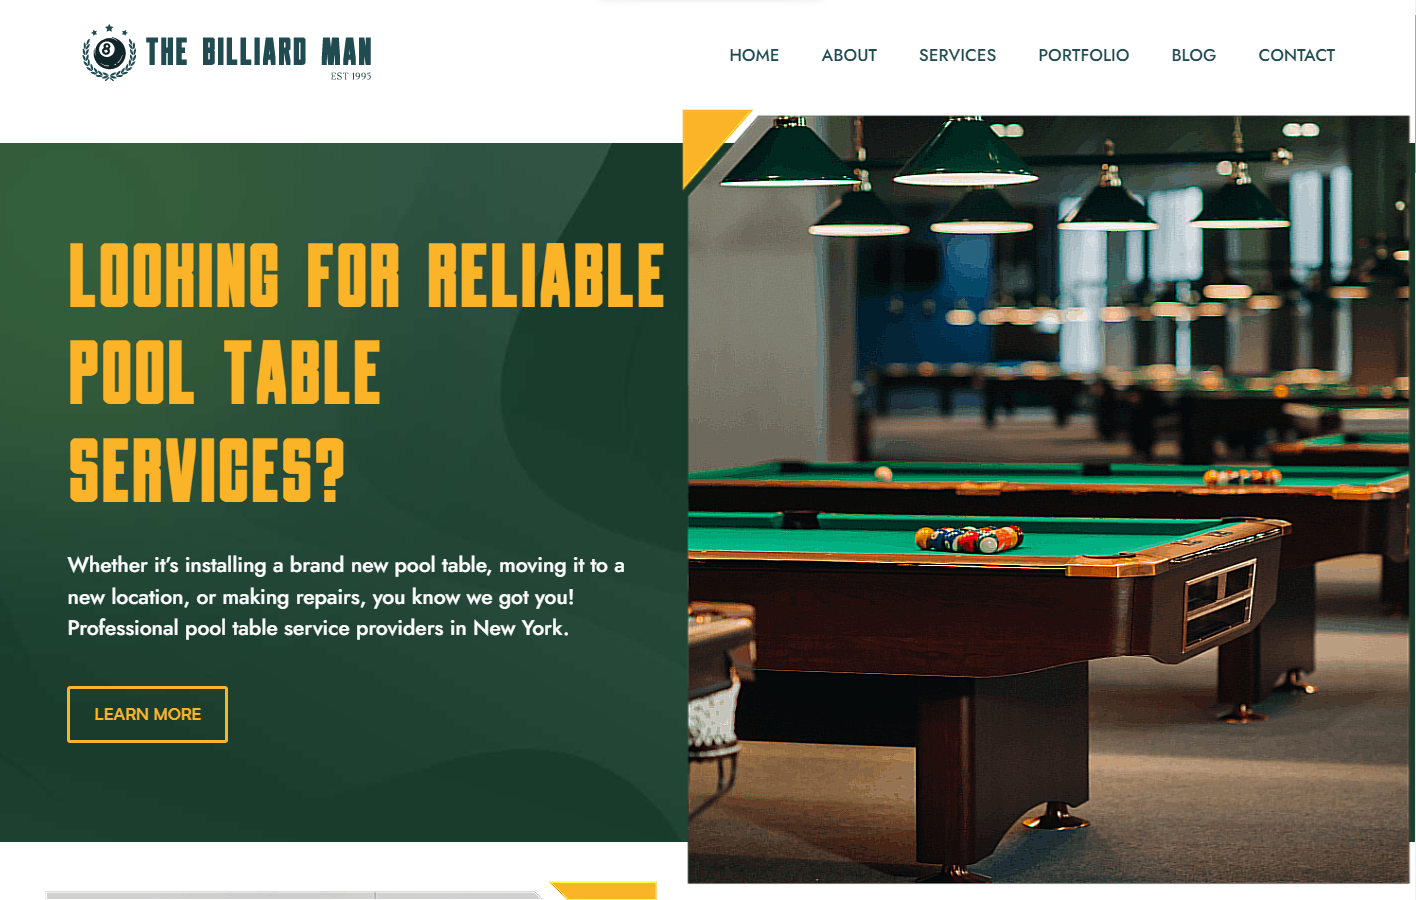 8 THE BILLIARD MAN
EST 1995
HOME ABOUT SERVICES PORTFOLIO BLOG CONTACT
LOOKING FOR RELIABLE
POOL TABLE
SERVICES?
Whether it's installing a brand new pool table, moving it to a
new location, or making repairs, you know we got you!
Professional pool table service providers in New York.
LEARN MORE